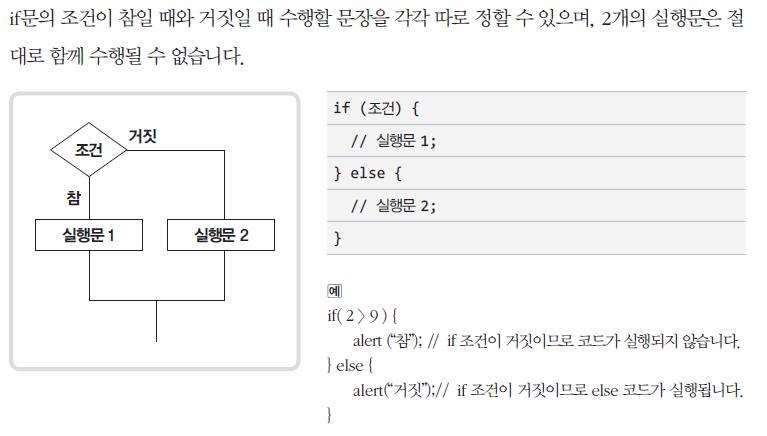 if문의 조건이 참일 때와 거짓일 때 수행할 문장을 각각 따로 정할 수 있으며, 2개의 실행문은 절
대로 함께 수행될 수 없습니다.
거짓
조건
참
실행문 1
실행문 2
if (조건) {
// 실행문 1;
} else {
// 실행문 2;
}
예
if( 2 〉 9 ) {
alert (“참”); // if 조건이 거짓이므로 코드가 실행되지 않습니다.
} else {
alert(“거짓”);// if 조건이 거짓이므로 else 코드가 실행됩니다.
}